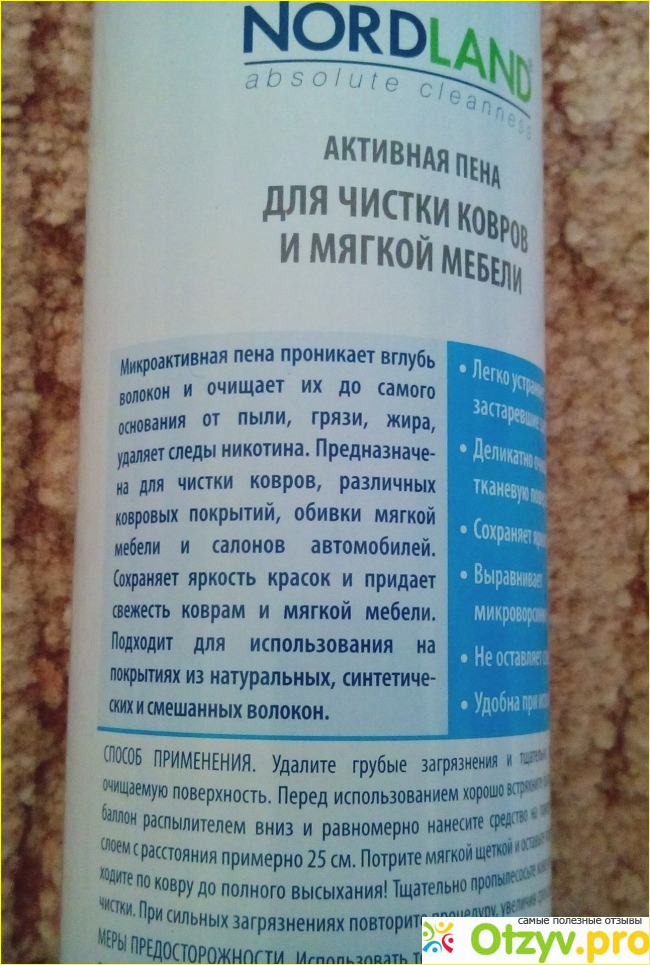 NORDLAND
absolute cleanness
АКТИВНАЯ ПЕНА
ДЛЯ ЧИСТКИ КОВРОВ
И МЯГКОЙ МЕБЕЛИ
Микроактивная пена проникает вглубь
волокон и очищает их до самого
основания от пыли, грязи, жира,
удаляет следы никотина. Предназначе-
на для чистки ковров, различных
ковровых покрытий, обивки мягкой
мебели и салонов автомобилей.
Сохраняет яркость красок и придает
свежесть коврам и мягкой мебели.
Подходит для использования на
покрытиях из натуральных, синтетиче-
ских и смешанных волокон.
• Легко
застаревшие
• Деликатно
тканевую
• Сохраняет
• Выравнивает
• Не оставляет
• Удобна при
СПОСОБ ПРИМЕНЕНИЯ. Удалите грубые загрязнения и тщательно
очищаемую поверхность. Перед использованием хорошо встряхните
баллон распылителем вниз и равномерно нанесите средство на
слоем с расстояния примерно 25 см. Потрите мягкой щеткой и оставьте
ходите по ковру до полного высыхания! Тщательно пропылесосьте
чистки. При сильных загрязнениях повторите процедуру, увеличив
МЕРЫ ПРЕДОСТОРОЖНОСТИ. Использовать
самые полезные отзывы
Otzyv.pro